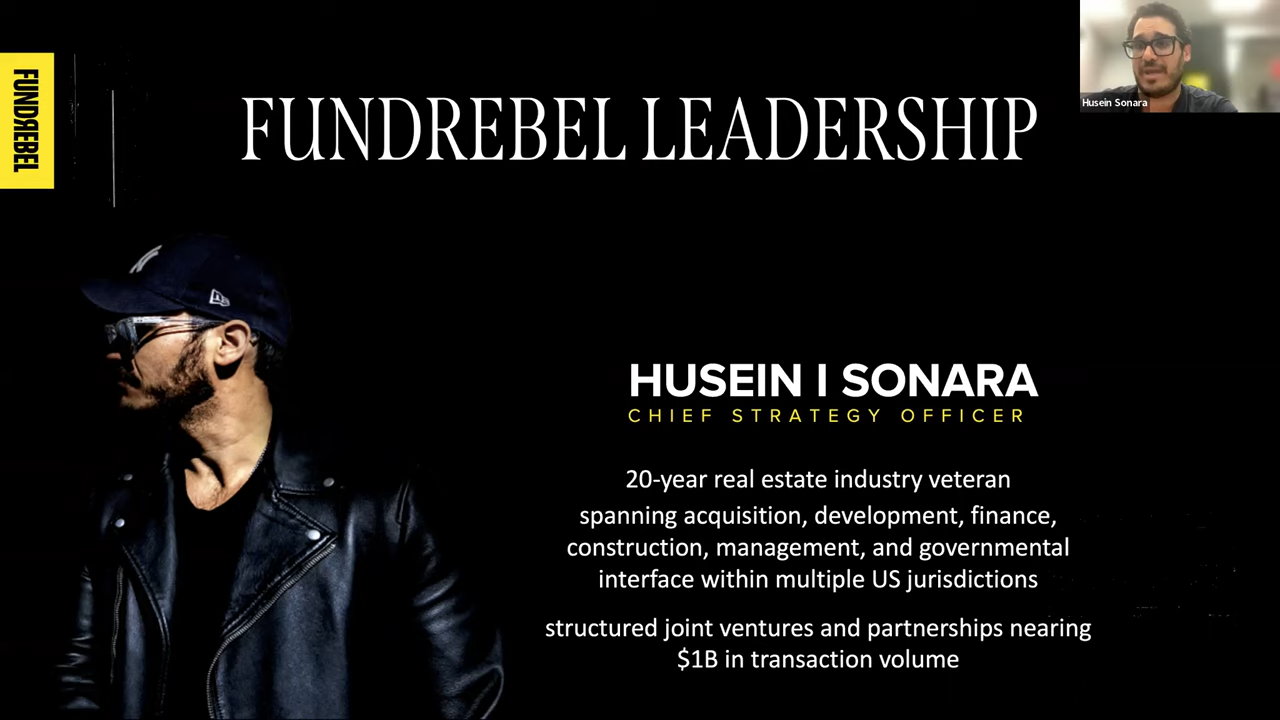 FUNDREBEL
FUNDREBEL LEADERSHIP
Husein Sonara
HUSEIN I SONARA
CHIEF STRATEGY OFFICER
20-year real estate industry veteran
spanning acquisition, development, finance,
construction, management, and governmental
interface within multiple US jurisdictions
structured joint ventures and partnerships nearing
$1B in transaction volume